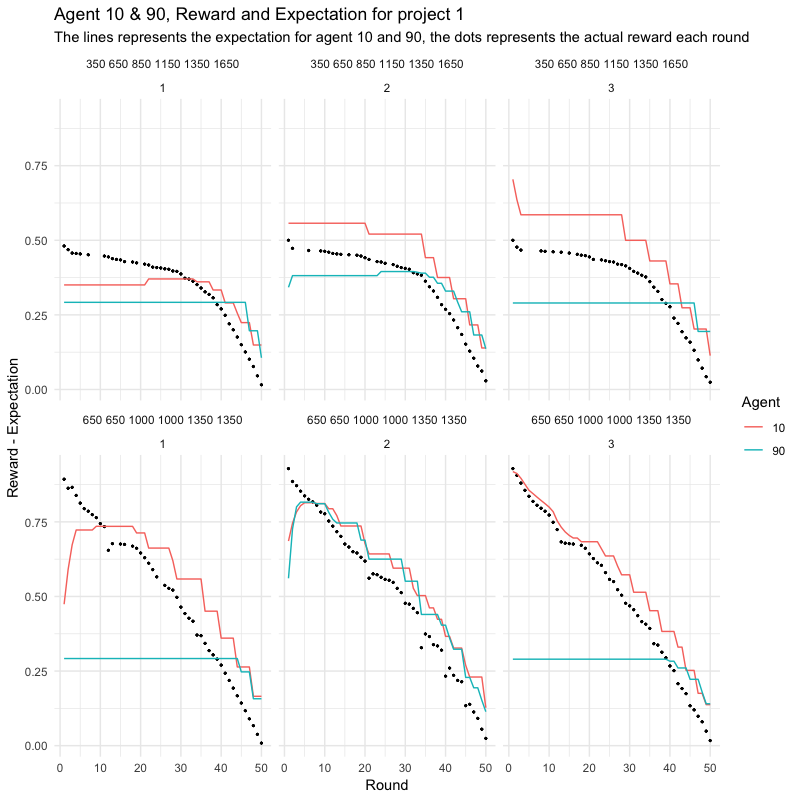 Agent 10 & 90, Reward and Expectation for project 1
The lines represents the expectation for agent 10 and 90, the dots represents the actual reward each round
350 650 850 1150 1350 1650
350 650 850 1150 1350 1650
350 650 850 1150 1350 1650
1
2
3
0.75
0.50
0.25
0.00
650 650 1000 1000 1350 1350
650 650 1000 1000 1350 1350
650 650 1000 1000 1350 1350
1
2
3
0.75
0.50
0.25
0.00
0 10 20 30 40 50
0 10 20 30 40 50
0 10 20 30 40 50
Round
Reward - Expectation
Agent
10
90